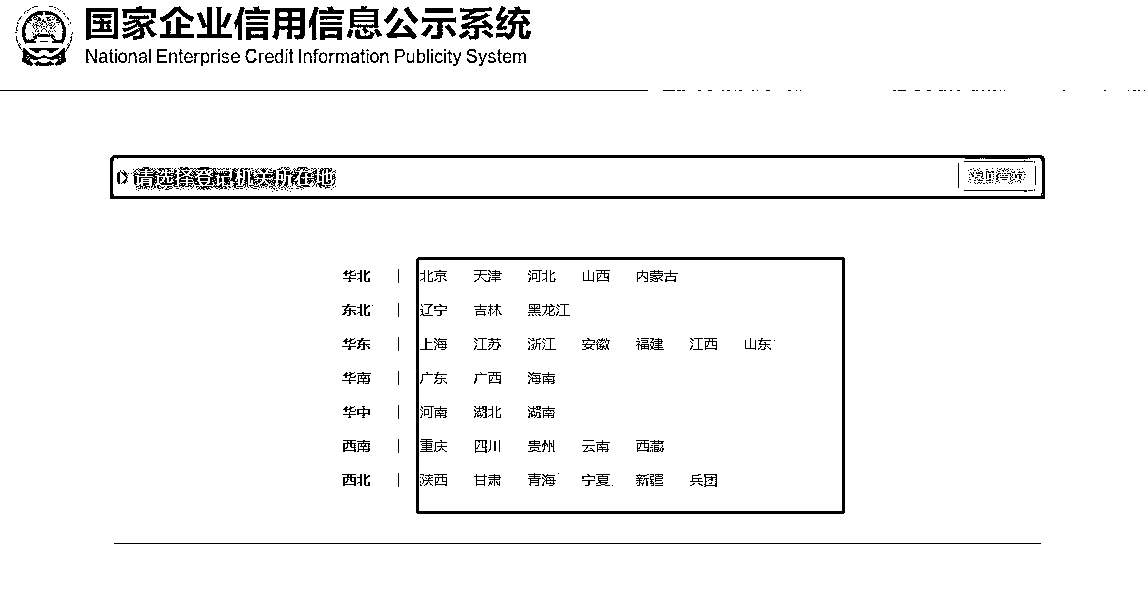 国家企业信用信息公示系统
National Enterprise Credit Information Publicity System
请选择登记机关所在地 返回首页
华北 | 北京 天津 河北 山西 内蒙古
东北 | 辽宁 吉林 黑龙江
华东 | 上海 江苏 浙江 安徽 福建 江西 山东
华南 | 广东 广西 海南
华中 | 河南 湖北 湖南
西南 | 重庆 四川 贵州 云南 西藏
西北 | 陕西 甘肃 青海 宁夏 新疆 兵团